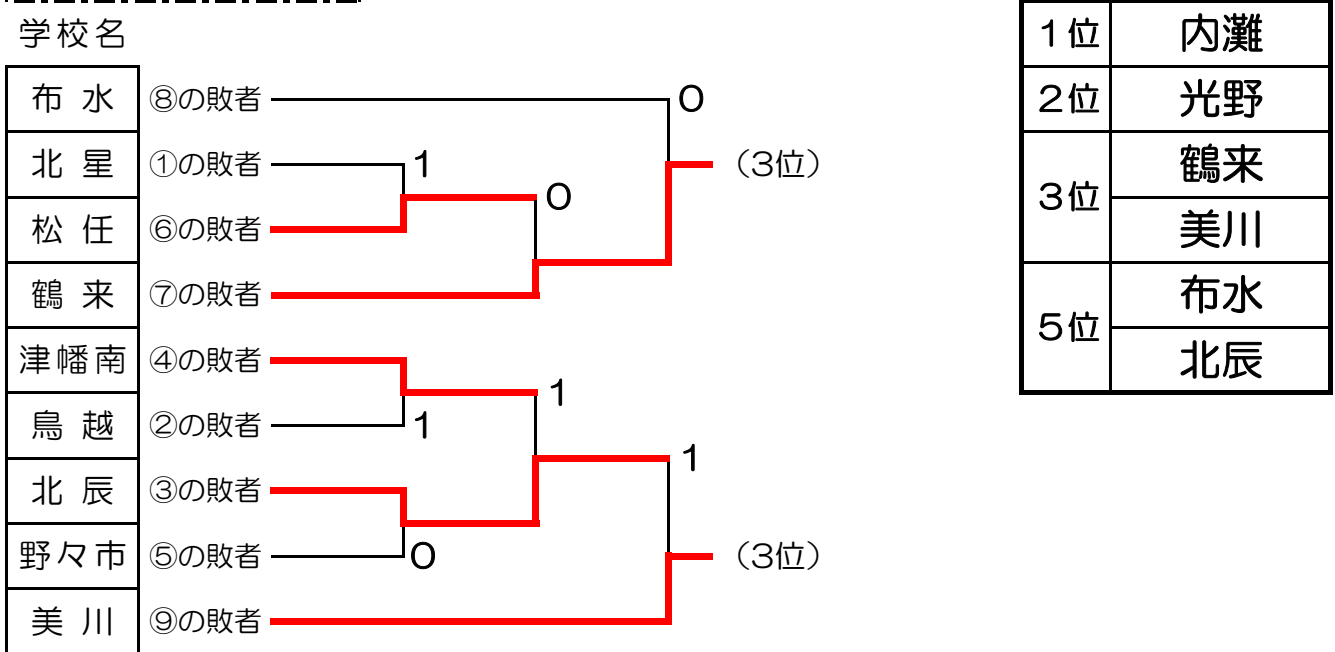 学校名
布水 ⑧の敗者 0
北星 ①の敗者 1 （3位）
松任 ⑥の敗者 0
鶴来 ⑦の敗者
津幡南 ④の敗者 1
鳥越 ②の敗者 1
北辰 ③の敗者 1
野々市 ⑤の敗者 0 （3位）
美川 ⑨の敗者
１位 内灘
２位 光野
３位 鶴来
美川
５位 布水
北辰